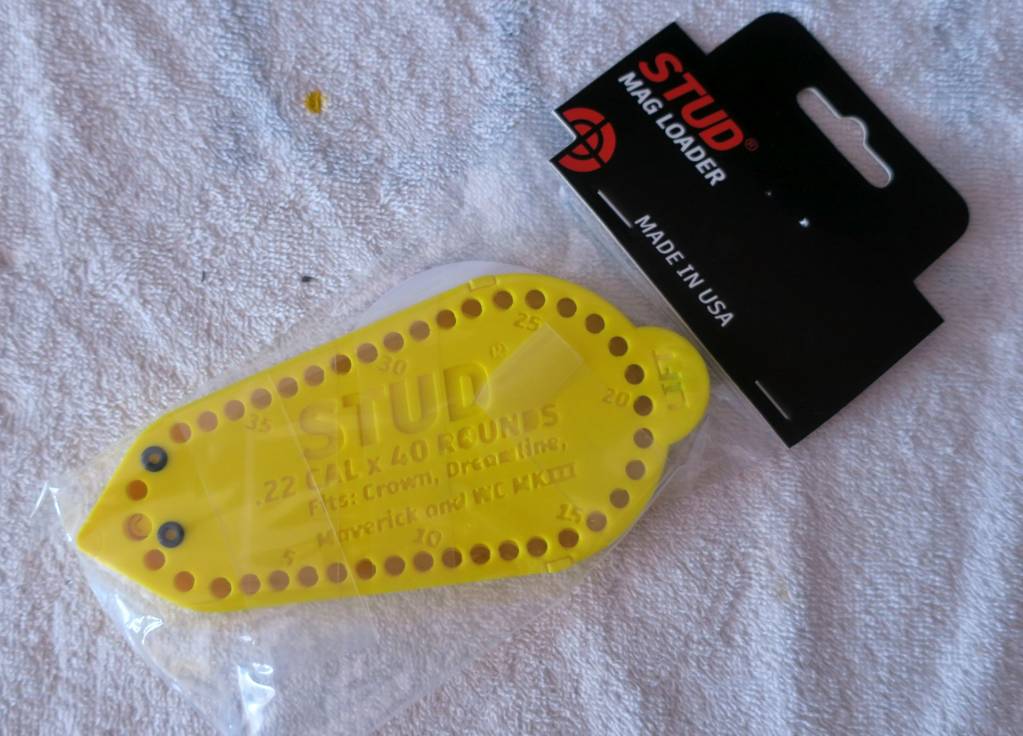 STUD®
MAG LOADER
MADE IN USA
STUD®
.22 CAL X 40 ROUNDS
Fits: Crown, Dreamline,
Maverick and WC MKIII
5
10
15
20
25
30
35
LIFT